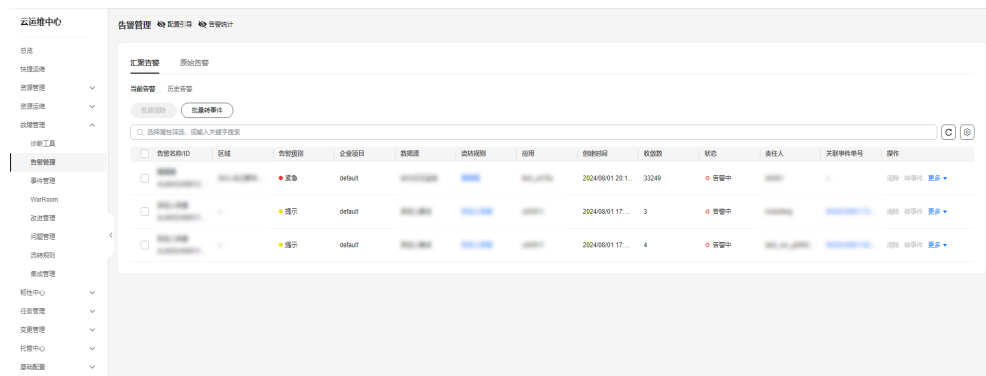 云运维中心
总览
快捷运维
资源管理
资源运维
故障管理
诊断工具
告警管理
事件管理
WarRoom
改进管理
问题管理
流转规则
集成管理
韧性中心
任务管理
变更管理
托管中心
基础配置
告警管理 配置引导 告警统计
汇聚告警 原始告警
当前告警 历史告警
批量清除 批量转事件
选择属性筛选，或输入关键字搜索
告警名称/ID 区域 告警级别 企业项目 数据源 流转规则 应用 创建时间 收敛数 状态 责任人 关联事件单号 操作
紧急 default 2024/08/01 20:1... 33249 告警中 清除 转事件 更多
提示 default 2024/08/01 17:... 3 告警中 清除 转事件 更多
提示 default 2024/08/01 17:... 4 告警中 清除 转事件 更多